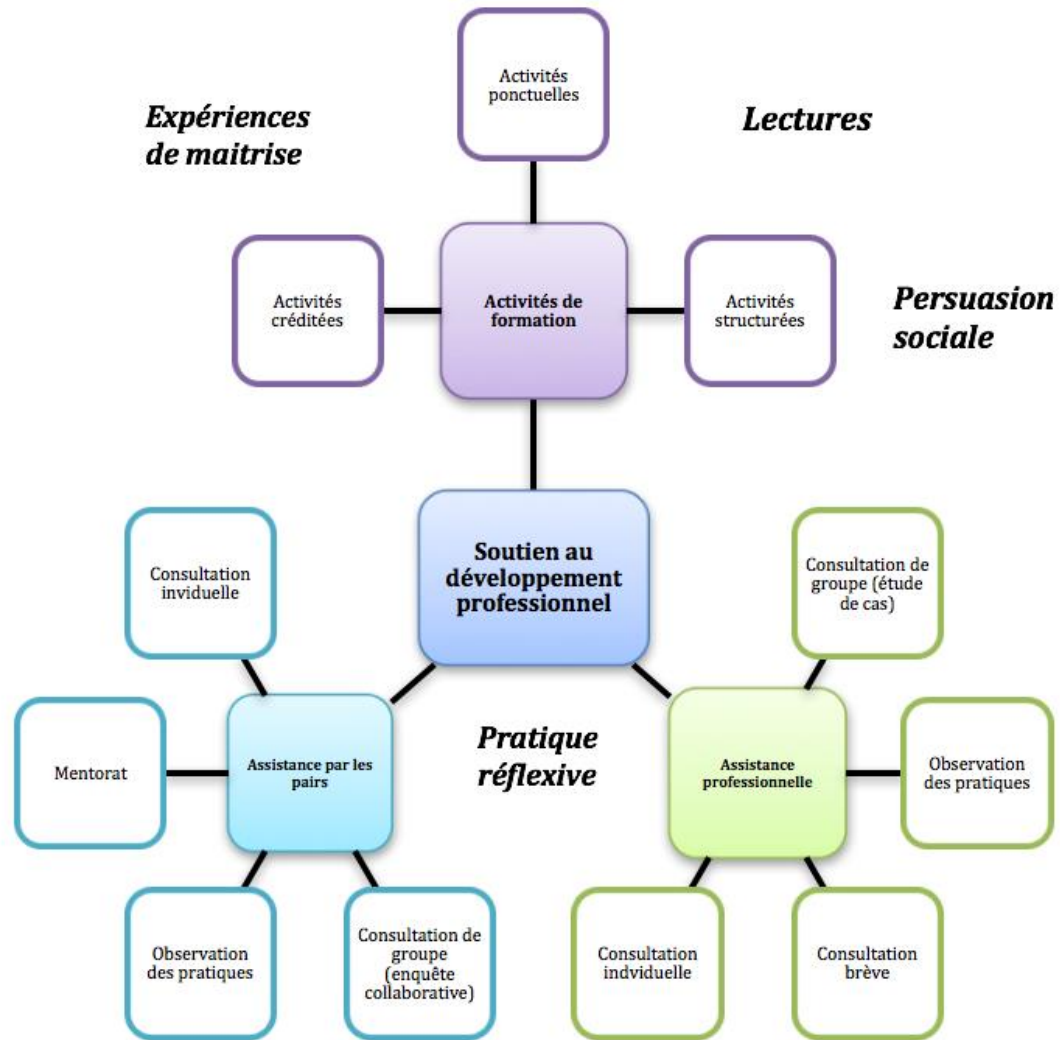 Activités
ponctuelles
Expériences
de maitrise
Lectures
Activités
créditées
Activités de
formation
Activités
structurées
Persuasion
sociale
Soutien au
développement
professionnel
Consultation
inviduelle
Consultation de
groupe (étude
de cas)
Mentorat
Assistance par les
pairs
Pratique
réflexive
Assistance
professionnelle
Observation
des pratiques
Observation
des pratiques
Consultation de
groupe
(enquête
collaborative)
Consultation
indviduelle
Consultation
brève